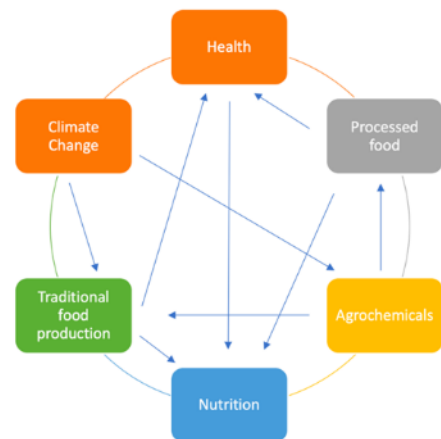 Health
Climate
Change
Processed
food
Traditional
food
production
Agrochemicals
Nutrition